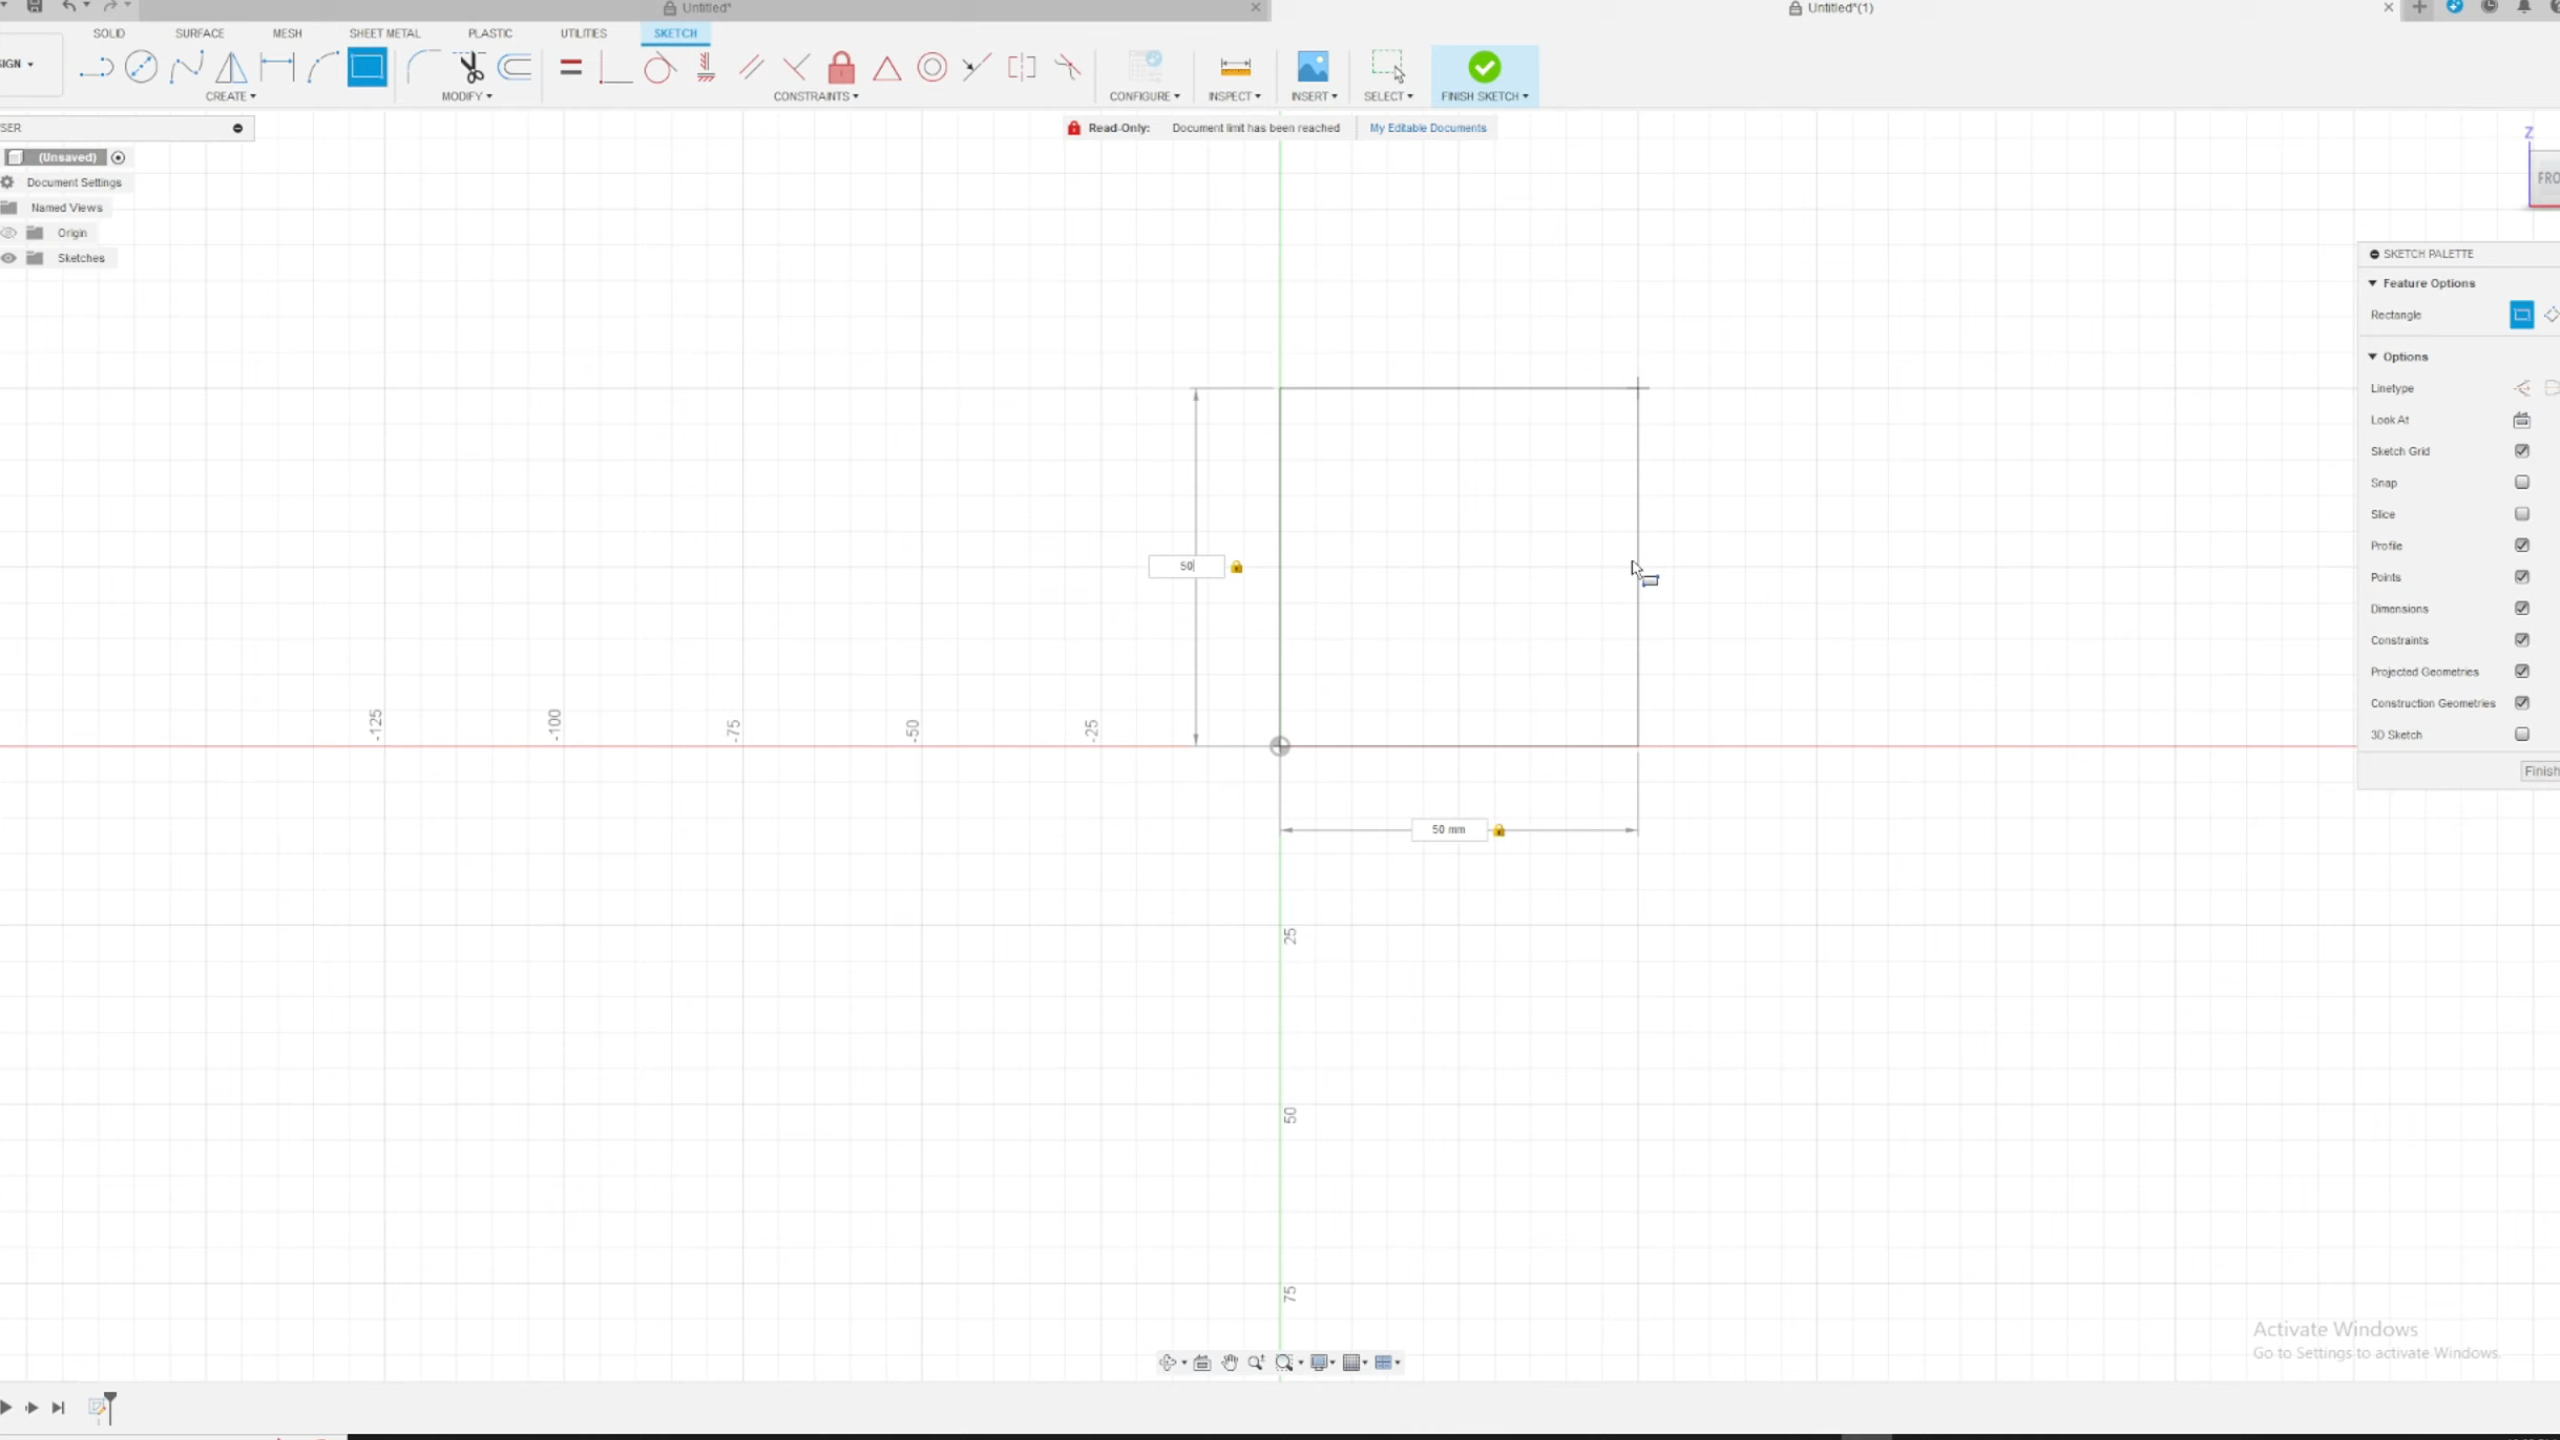 Untitled*
Untitled*(1)
SOLID
SURFACE
MESH
SHEET METAL
PLASTIC
UTILITIES
SKETCH
SIGN
CREATE
MODIFY
CONSTRAINTS
CONFIGURE
INSPECT
INSERT
SELECT
FINISH SKETCH
SER
Read-Only: Document limit has been reached
My Editable Documents
(Unsaved)
Document Settings
Named Views
Origin
Sketches
Z
FRO
SKETCH PALETTE
Feature Options
Rectangle
Options
Linetype
Look At
Sketch Grid
Snap
Slice
Profile
Points
Dimensions
Constraints
Projected Geometries
Construction Geometries
3D Sketch
Finish
50
-125
-100
-75
-50
-25
50 mm
25
50
75
Activate Windows
Go to Settings to activate Windows.